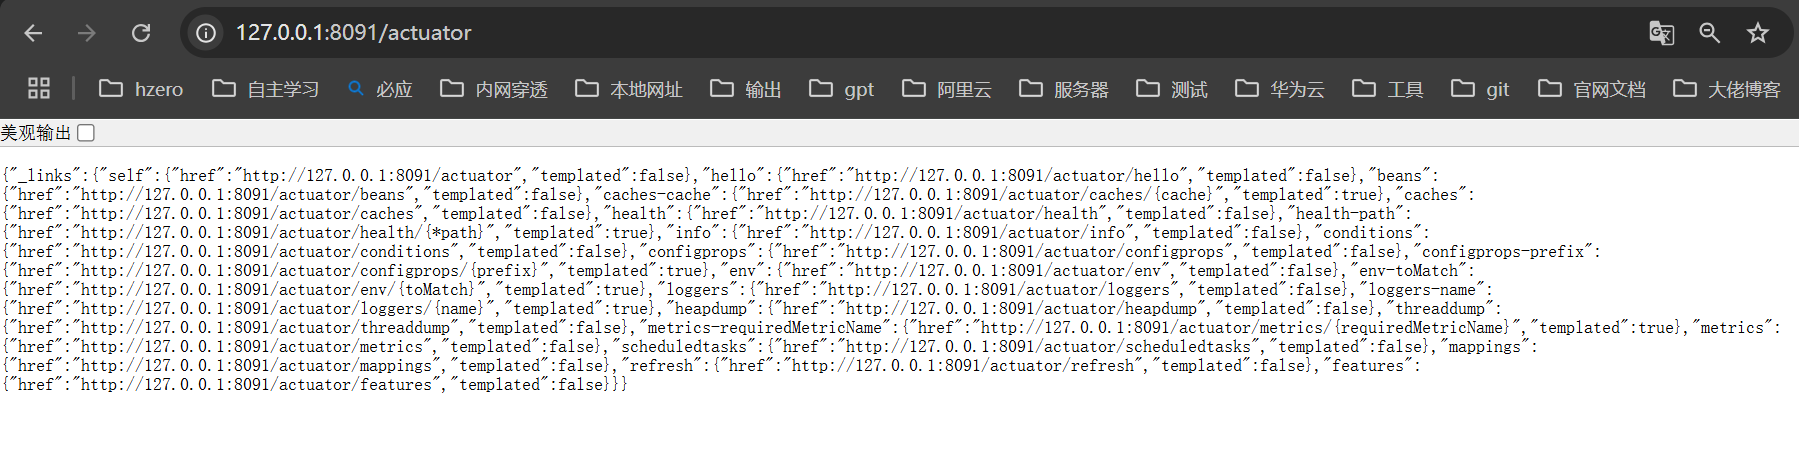 127.0.0.1:8091/actuator
hzero 自主学习 必应 内网穿透 本地网址 输出 gpt 阿里云 服务器 测试 华为云 工具 git 官网文档 大佬博客
美观输出
{"_links":{"self":{"href":"http://127.0.0.1:8091/actuator","templated":false},"hello":{"href":"http://127.0.0.1:8091/actuator/hello","templated":false},"beans":
{"href":"http://127.0.0.1:8091/actuator/beans","templated":false},"caches-cache":{"href":"http://127.0.0.1:8091/actuator/caches/{cache}","templated":true},"caches":
{"href":"http://127.0.0.1:8091/actuator/caches","templated":false},"health":{"href":"http://127.0.0.1:8091/actuator/health","templated":false},"health-path":
{"href":"http://127.0.0.1:8091/actuator/health/{*path}","templated":true},"info":{"href":"http://127.0.0.1:8091/actuator/info","templated":false},"conditions":
{"href":"http://127.0.0.1:8091/actuator/conditions","templated":false},"configprops":{"href":"http://127.0.0.1:8091/actuator/configprops","templated":false},"configprops-prefix":
{"href":"http://127.0.0.1:8091/actuator/configprops/{prefix}","templated":true},"env":{"href":"http://127.0.0.1:8091/actuator/env","templated":false},"env-toMatch":
{"href":"http://127.0.0.1:8091/actuator/env/{toMatch}","templated":true},"loggers":{"href":"http://127.0.0.1:8091/actuator/loggers","templated":false},"loggers-name":
{"href":"http://127.0.0.1:8091/actuator/loggers/{name}","templated":true},"heapdump":{"href":"http://127.0.0.1:8091/actuator/heapdump","templated":false},"threaddump":
{"href":"http://127.0.0.1:8091/actuator/threaddump","templated":false},"metrics-requiredMetricName":{"href":"http://127.0.0.1:8091/actuator/metrics/{requiredMetricName}","templated":true},"metrics":
{"href":"http://127.0.0.1:8091/actuator/metrics","templated":false},"scheduledtasks":{"href":"http://127.0.0.1:8091/actuator/scheduledtasks","templated":false},"mappings":
{"href":"http://127.0.0.1:8091/actuator/mappings","templated":false},"refresh":{"href":"http://127.0.0.1:8091/actuator/refresh","templated":false},"features":
{"href":"http://127.0.0.1:8091/actuator/features","templated":false}}}